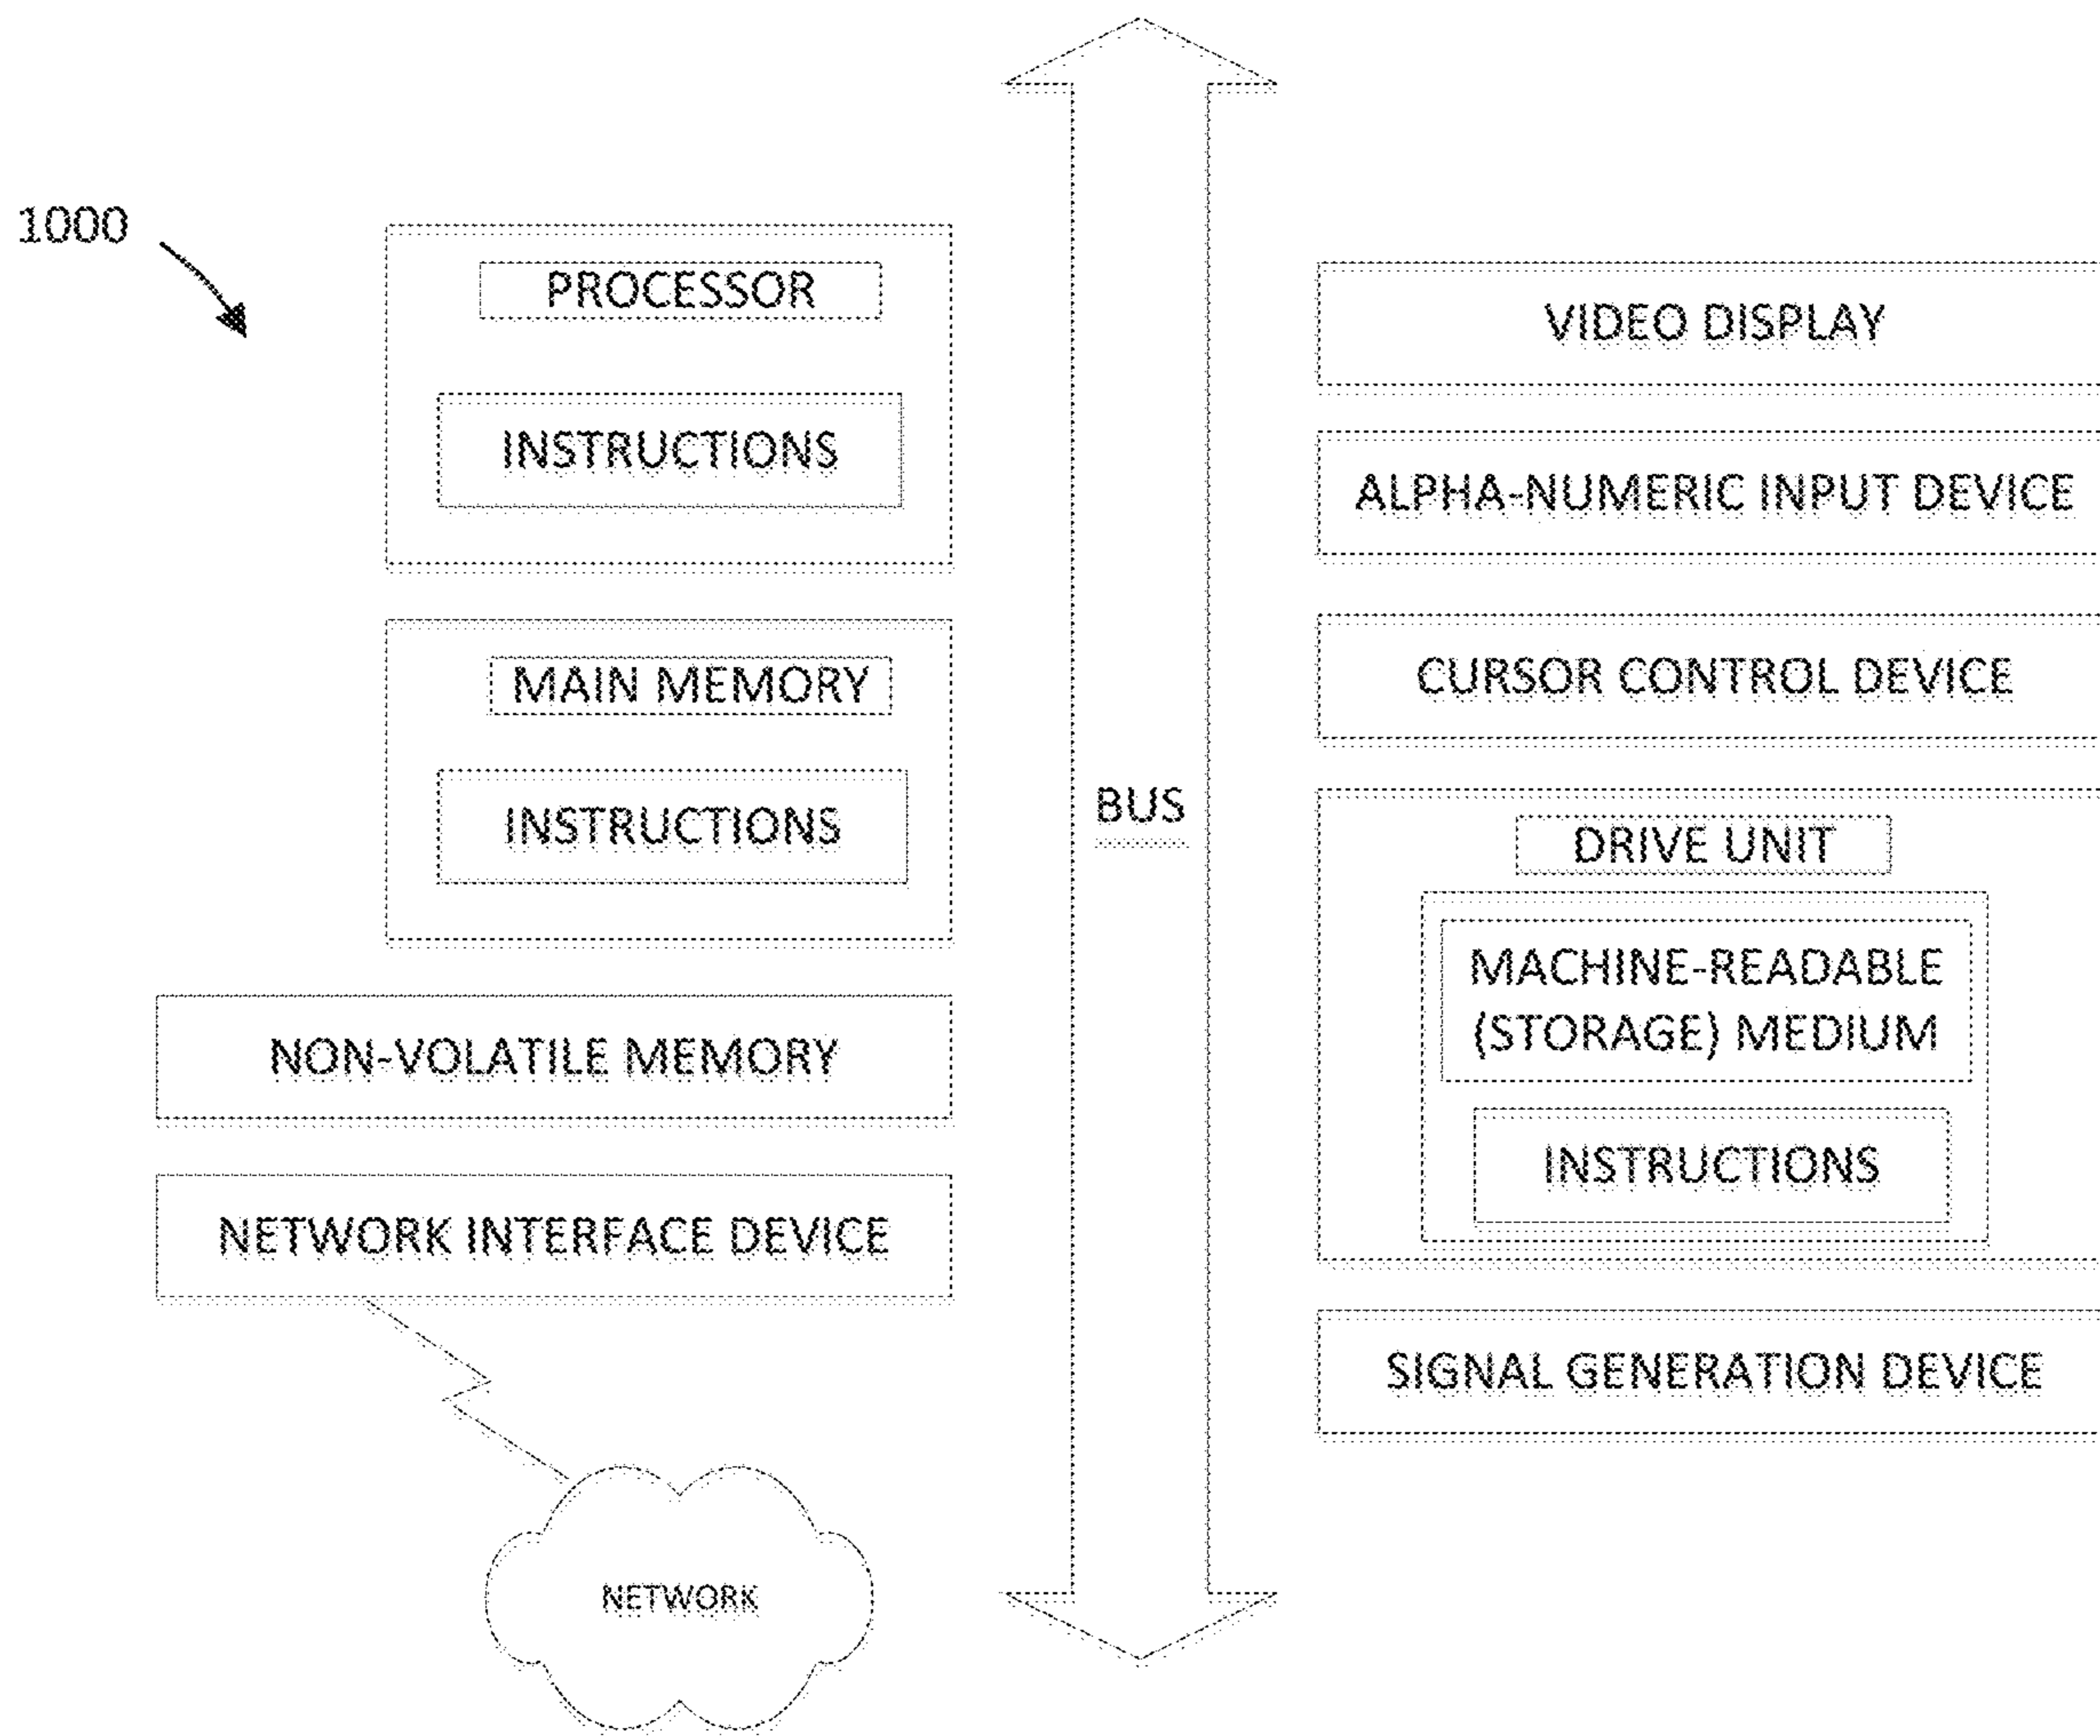 1000
PROCESSOR
INSTRUCTIONS
MAIN MEMORY
INSTRUCTIONS
NON-VOLATILE MEMORY
NETWORK INTERFACE DEVICE
NETWORK
BUS
VIDEO DISPLAY
ALPHA-NUMERIC INPUT DEVICE
CURSOR CONTROL DEVICE
DRIVE UNIT
MACHINE-READABLE
(STORAGE) MEDIUM
INSTRUCTIONS
SIGNAL GENERATION DEVICE